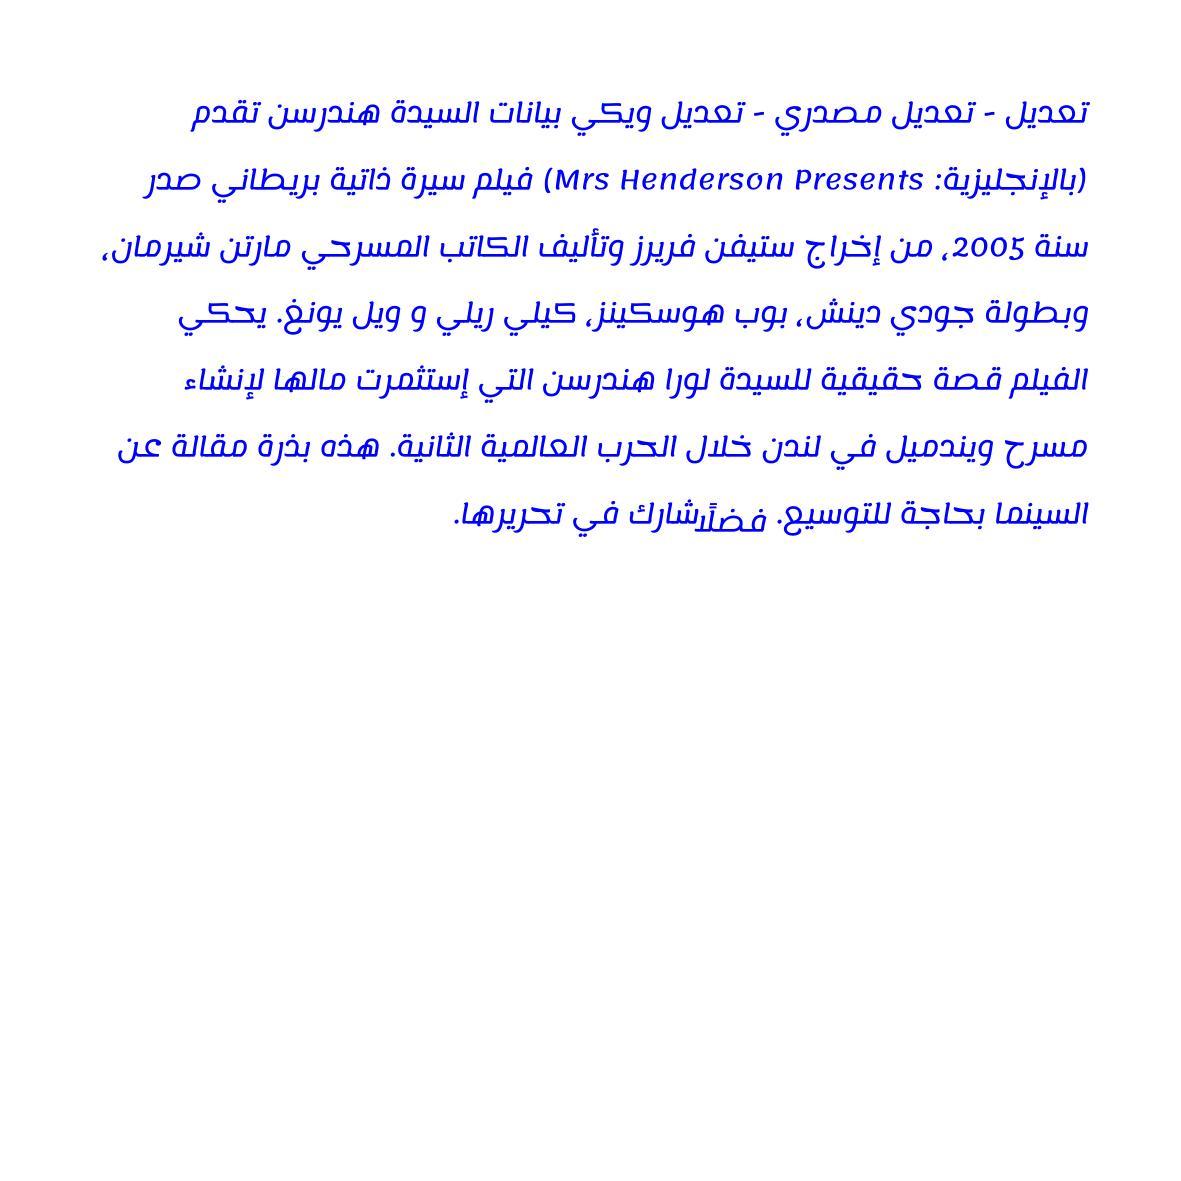 تعديل - تعديل مصدري - تعديل ويكي بيانات السيدة هندرسن تقدم
(بالإنجليزية: Mrs Henderson Presents) فيلم سيرة ذاتية بريطاني صدر
سنة 2005، من إخراج ستيفن فريرز وتأليف الكاتب المسرحي مارتن شيرمان،
وبطولة جودي دينش، بوب هوسكينز، كيلي ريلي و ويل يونغ. يحكي
الفيلم قصة حقيقية للسيدة لورا هندرسن التي إستثمرت مالها لإنشاء
مسرح ويندميل في لندن خلال الحرب العالمية الثانية. هذه بذرة مقالة عن
السينما بحاجة للتوسيع. فضلًاشارك في تحريرها.